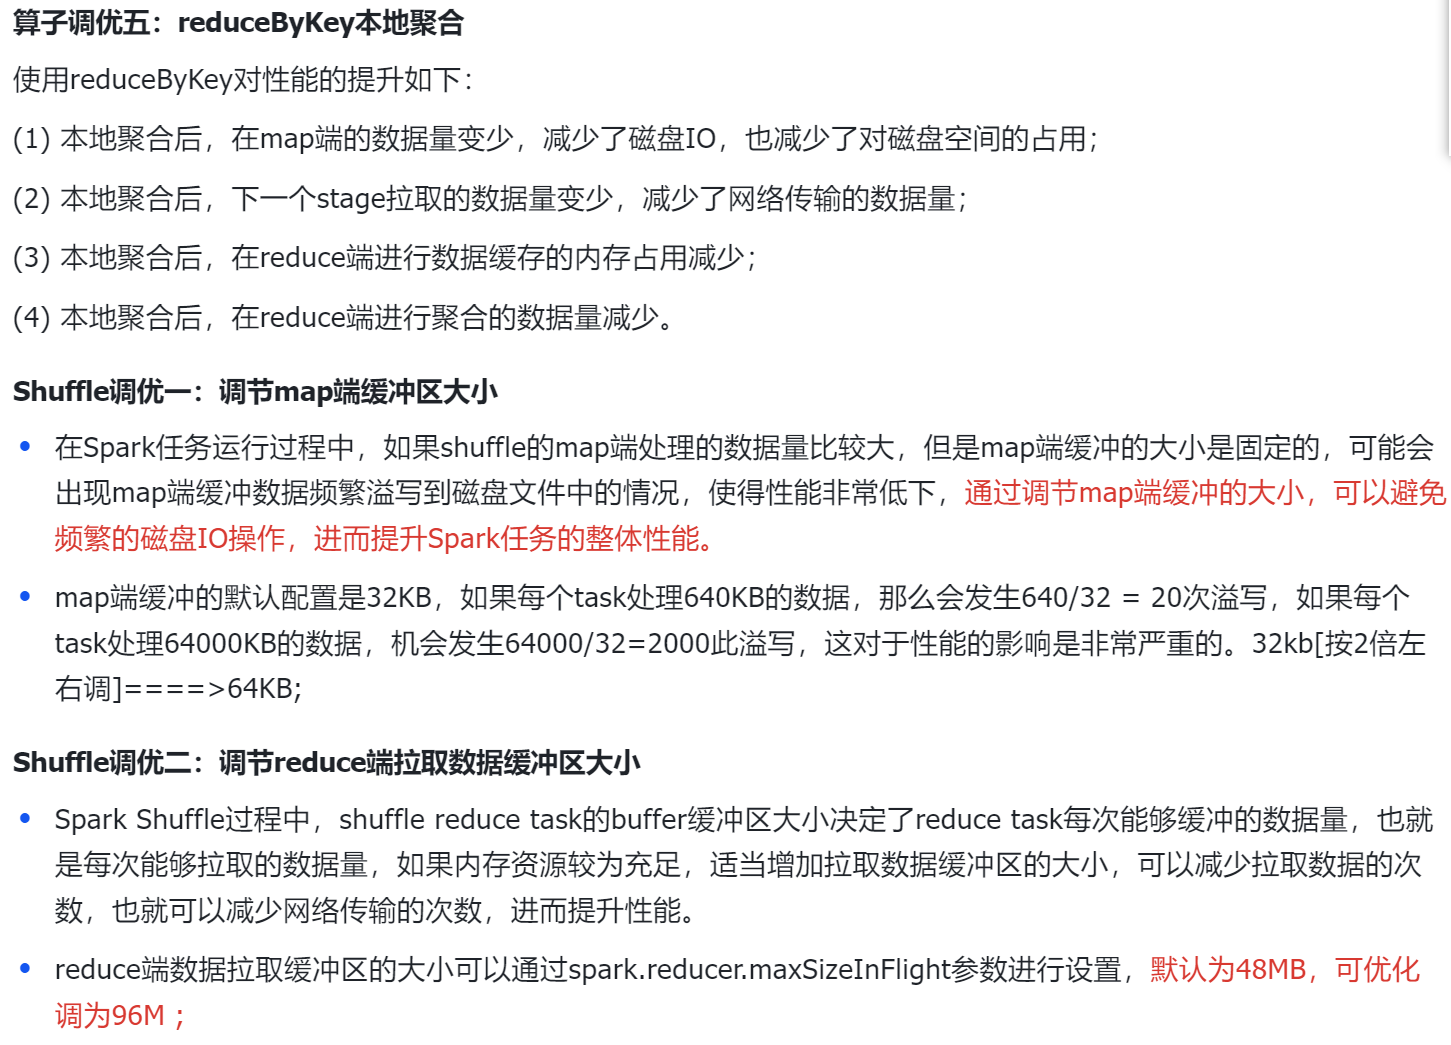 算子调优五：reduceByKey本地聚合
使用reduceByKey对性能的提升如下：
(1) 本地聚合后，在map端的数据量变少，减少了磁盘IO，也减少了对磁盘空间的占用；
(2) 本地聚合后，下一个stage拉取的数据量变少，减少了网络传输的数据量；
(3) 本地聚合后，在reduce端进行数据缓存的内存占用减少；
(4) 本地聚合后，在reduce端进行聚合的数据量减少。
Shuffle调优一：调节map端缓冲区大小
• 在Spark任务运行过程中，如果shuffle的map端处理的数据量比较大，但是map端缓冲的大小是固定的，可能会
出现map端缓冲数据频繁溢写到磁盘文件中的情况，使得性能非常低下，通过调节map端缓冲的大小，可以避免
频繁的磁盘IO操作，进而提升Spark任务的整体性能。
• map端缓冲的默认配置是32KB，如果每个task处理640KB的数据，那么会发生640/32 = 20次溢写，如果每个
task处理64000KB的数据，机会发生64000/32=2000此溢写，这对于性能的影响是非常严重的。32kb[按2倍左
右调]====>64KB;
Shuffle调优二：调节reduce端拉取数据缓冲区大小
• Spark Shuffle过程中，shuffle reduce task的buffer缓冲区大小决定了reduce task每次能够缓冲的数据量，也就
是每次能够拉取的数据量，如果内存资源较为充足，适当增加拉取数据缓冲区的大小，可以减少拉取数据的次
数，也就可以减少网络传输的次数，进而提升性能。
• reduce端数据拉取缓冲区的大小可以通过spark.reducer.maxSizeInFlight参数进行设置，默认为48MB，可优化
调为96M ；